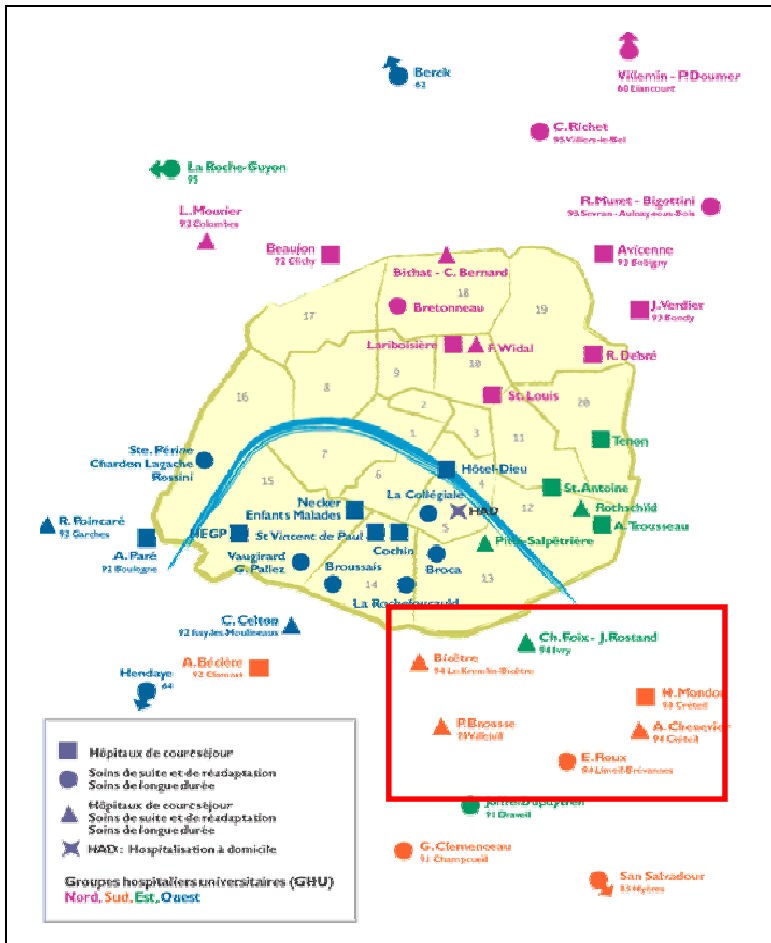 Berck
62
Villemin - P. Doumer
60 Liancourt
C. Richet
95 Villiers-le-Bel
La Roche-Guyon
95
R. Muret - Bigottini
93 Sevran - Aulnay-sous-Bois
L. Mourier
92 Colombes
Beaujon
92 Clichy
Bichat - C. Bernard
Avicenne
93 Bobigny
18
Bretonneau
19
17
J. Verdier
93 Bondy
Lariboisière
F. Widal
R. Debré
9
10
8
16
St. Louis
2
20
1
3
11
Tenon
Ste. Périne
Chardon Lagache
Rossini
7
4
Hôtel-Dieu
15
6
La Collégiale
St. Antoine
Necker
Enfants Malades
HAD
12
Rothschild
R. Poincaré
92 Garches
HEGP
St Vincent de Paul
5
A. Trousseau
A. Paré
92 Boulogne
Cochin
Pitié-Salpêtrière
Vaugirard
G. Pallez
Broca
Broussais
14
13
La Rochefoucauld
C. Celton
92 Issy-les-Moulineaux
Ch. Foix - J. Rostand
94 Ivry
A. Béclère
92 Clamart
Bicêtre
94 Le Kremlin-Bicêtre
Hendaye
64
H. Mondor
94 Créteil
P. Brousse
94 Villejuif
A. Chenevier
94 Créteil
E. Roux
94 Limeil-Brévannes
Hôpitaux de court séjour
Soins de suite et de réadaptation
Soins de longue durée
Hôpitaux de court séjour
Soins de suite et de réadaptation
Soins de longue durée
HAD : Hospitalisation à domicile
Groupes hospitaliers universitaires (GHU)
Nord, Sud, Est, Ouest
Joffre-Dupuytren
91 Draveil
G. Clemenceau
91 Champcueil
San Salvadour
83 Hyères